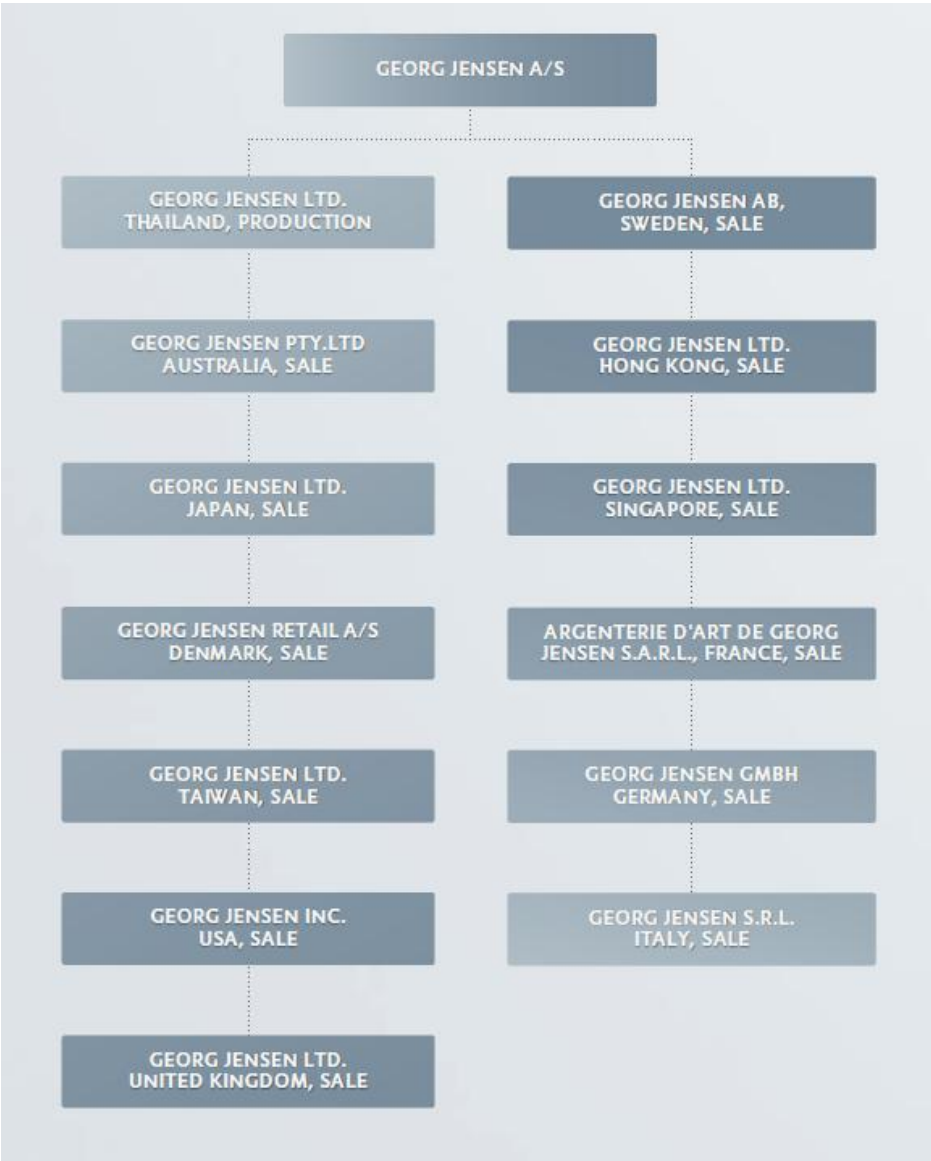 GEORG JENSEN A/S
GEORG JENSEN LTD.
THAILAND, PRODUCTION
GEORG JENSEN PTY.LTD
AUSTRALIA, SALE
GEORG JENSEN LTD.
JAPAN, SALE
GEORG JENSEN RETAIL A/S
DENMARK, SALE
GEORG JENSEN LTD.
TAIWAN, SALE
GEORG JENSEN INC.
USA, SALE
GEORG JENSEN LTD.
UNITED KINGDOM, SALE
GEORG JENSEN AB,
SWEDEN, SALE
GEORG JENSEN LTD.
HONG KONG, SALE
GEORG JENSEN LTD.
SINGAPORE, SALE
ARGENTERIE D'ART DE GEORG
JENSEN S.A.R.L., FRANCE, SALE
GEORG JENSEN GMBH
GERMANY, SALE
GEORG JENSEN S.R.L.
ITALY, SALE